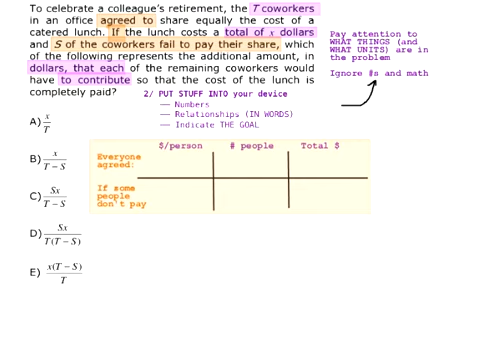 To celebrate a colleague's retirement, the T coworkers
in an office agreed to share equally the cost of a
catered lunch. If the lunch costs a total of x dollars
and S of the coworkers fail to pay their share, which
of the following represents the additional amount, in
dollars, that each of the remaining coworkers would
have to contribute so that the cost of the lunch is
completely paid?
Pay attention to
WHAT THINGS (and
WHAT UNITS) are in
the problem
Ignore #s and math
2/ PUT STUFF INTO your device
— Numbers
— Relationships (IN WORDS)
— Indicate THE GOAL
A) x/T
B) x/(T – S)
C) Sx/(T – S)
D) Sx/(T(T – S))
E) x(T – S)/T
$/person # people Total $
Everyone
agreed:
If some
people
don't pay